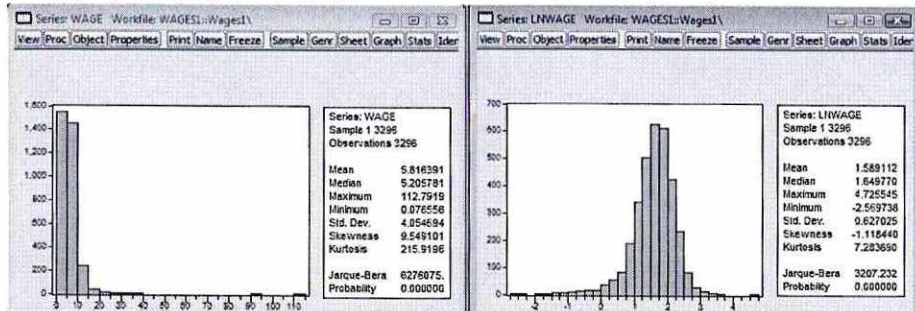 Series: WAGE Workfile: WAGES1::Wages1\
View Proc Object Properties Print Name Freeze Sample Genr Sheet Graph Stats Iden
1,600
1,400
1,200
1,000
800
600
400
200
0
0 10 20 30 40 50 60 70 80 90 100 110
Series: WAGE
Sample 1 3296
Observations 3296
Mean 5.816391
Median 5.205781
Maximum 112.7919
Minimum 0.076556
Std. Dev. 4.054694
Skewness 9.549101
Kurtosis 215.9196
Jarque-Bera 6276075.
Probability 0.000000
Series: LNWAGE Workfile: WAGES1::Wages1\
View Proc Object Properties Print Name Freeze Sample Genr Sheet Graph Stats Iden
700
600
500
400
300
200
100
0
-2 -1 0 1 2 3 4
Series: LNWAGE
Sample 1 3296
Observations 3296
Mean 1.589112
Median 1.649770
Maximum 4.725545
Minimum -2.569738
Std. Dev. 0.627025
Skewness -1.118440
Kurtosis 7.283690
Jarque-Bera 3207.232
Probability 0.000000